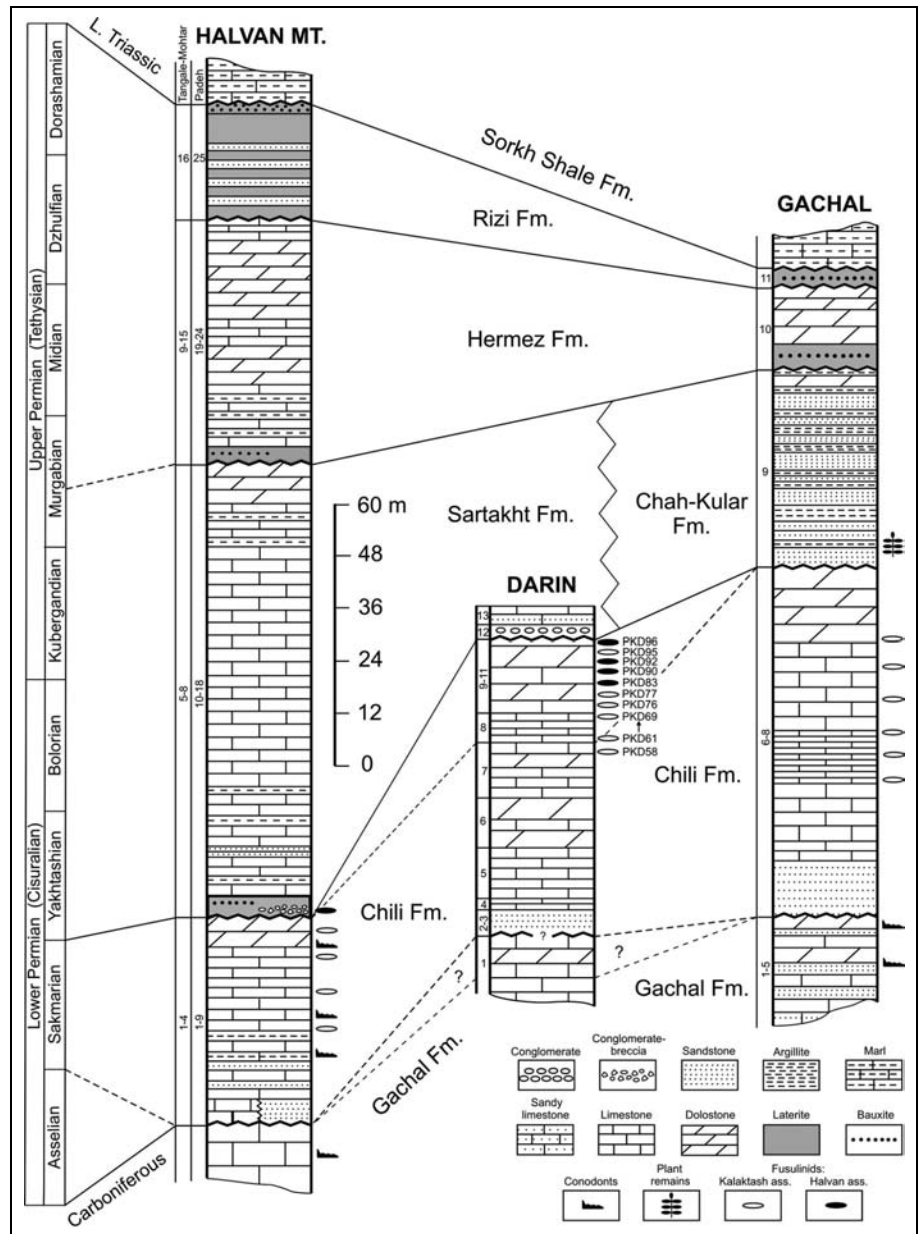 L. Triassic
HALVAN MT.
Tangale-Mohtar
Padeh
Upper Permian (Tethysian)
Lower Permian (Cisuralian)
Dorashamian
Dzhulfian
Midian
Murgabian
Kubergandian
Bolorian
Yakhtashian
Sakmarian
Asselian
Carboniferous
16
25
9-15
19-24
5-8
10-18
1-4
1-9
Sorkh Shale Fm.
Rizi Fm.
Hermez Fm.
Sartakht Fm.
Chah-Kular
Fm.
Chili Fm.
Chili Fm.
Gachal Fm.
Gachal Fm.
60 m
48
36
24
12
0
DARIN
13
12
9-11
8
7
6
5
4
2-3
1
?
?
?
PKD96
PKD95
PKD92
PKD90
PKD83
PKD77
PKD76
PKD69
PKD61
PKD58
GACHAL
11
10
9
6-8
1-5
Conglomerate
Conglomerate-
breccia
Sandstone
Argillite
Marl
Sandy
limestone
Limestone
Dolostone
Laterite
Bauxite
Conodonts
Plant
remains
Fusulinids:
Kalaktash ass.
Halvan ass.